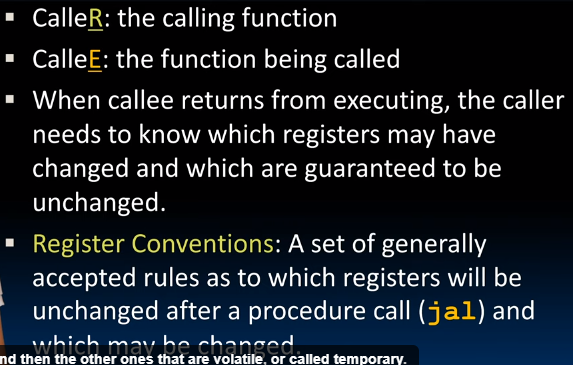 ▪ CalleR: the calling function
▪ CalleE: the function being called
▪ When callee returns from executing, the caller
needs to know which registers may have
changed and which are guaranteed to be
unchanged.
▪ Register Conventions: A set of generally
accepted rules as to which registers will be
unchanged after a procedure call (jal) and
which may be changed.
nd then the other ones that are volatile, or called temporary.